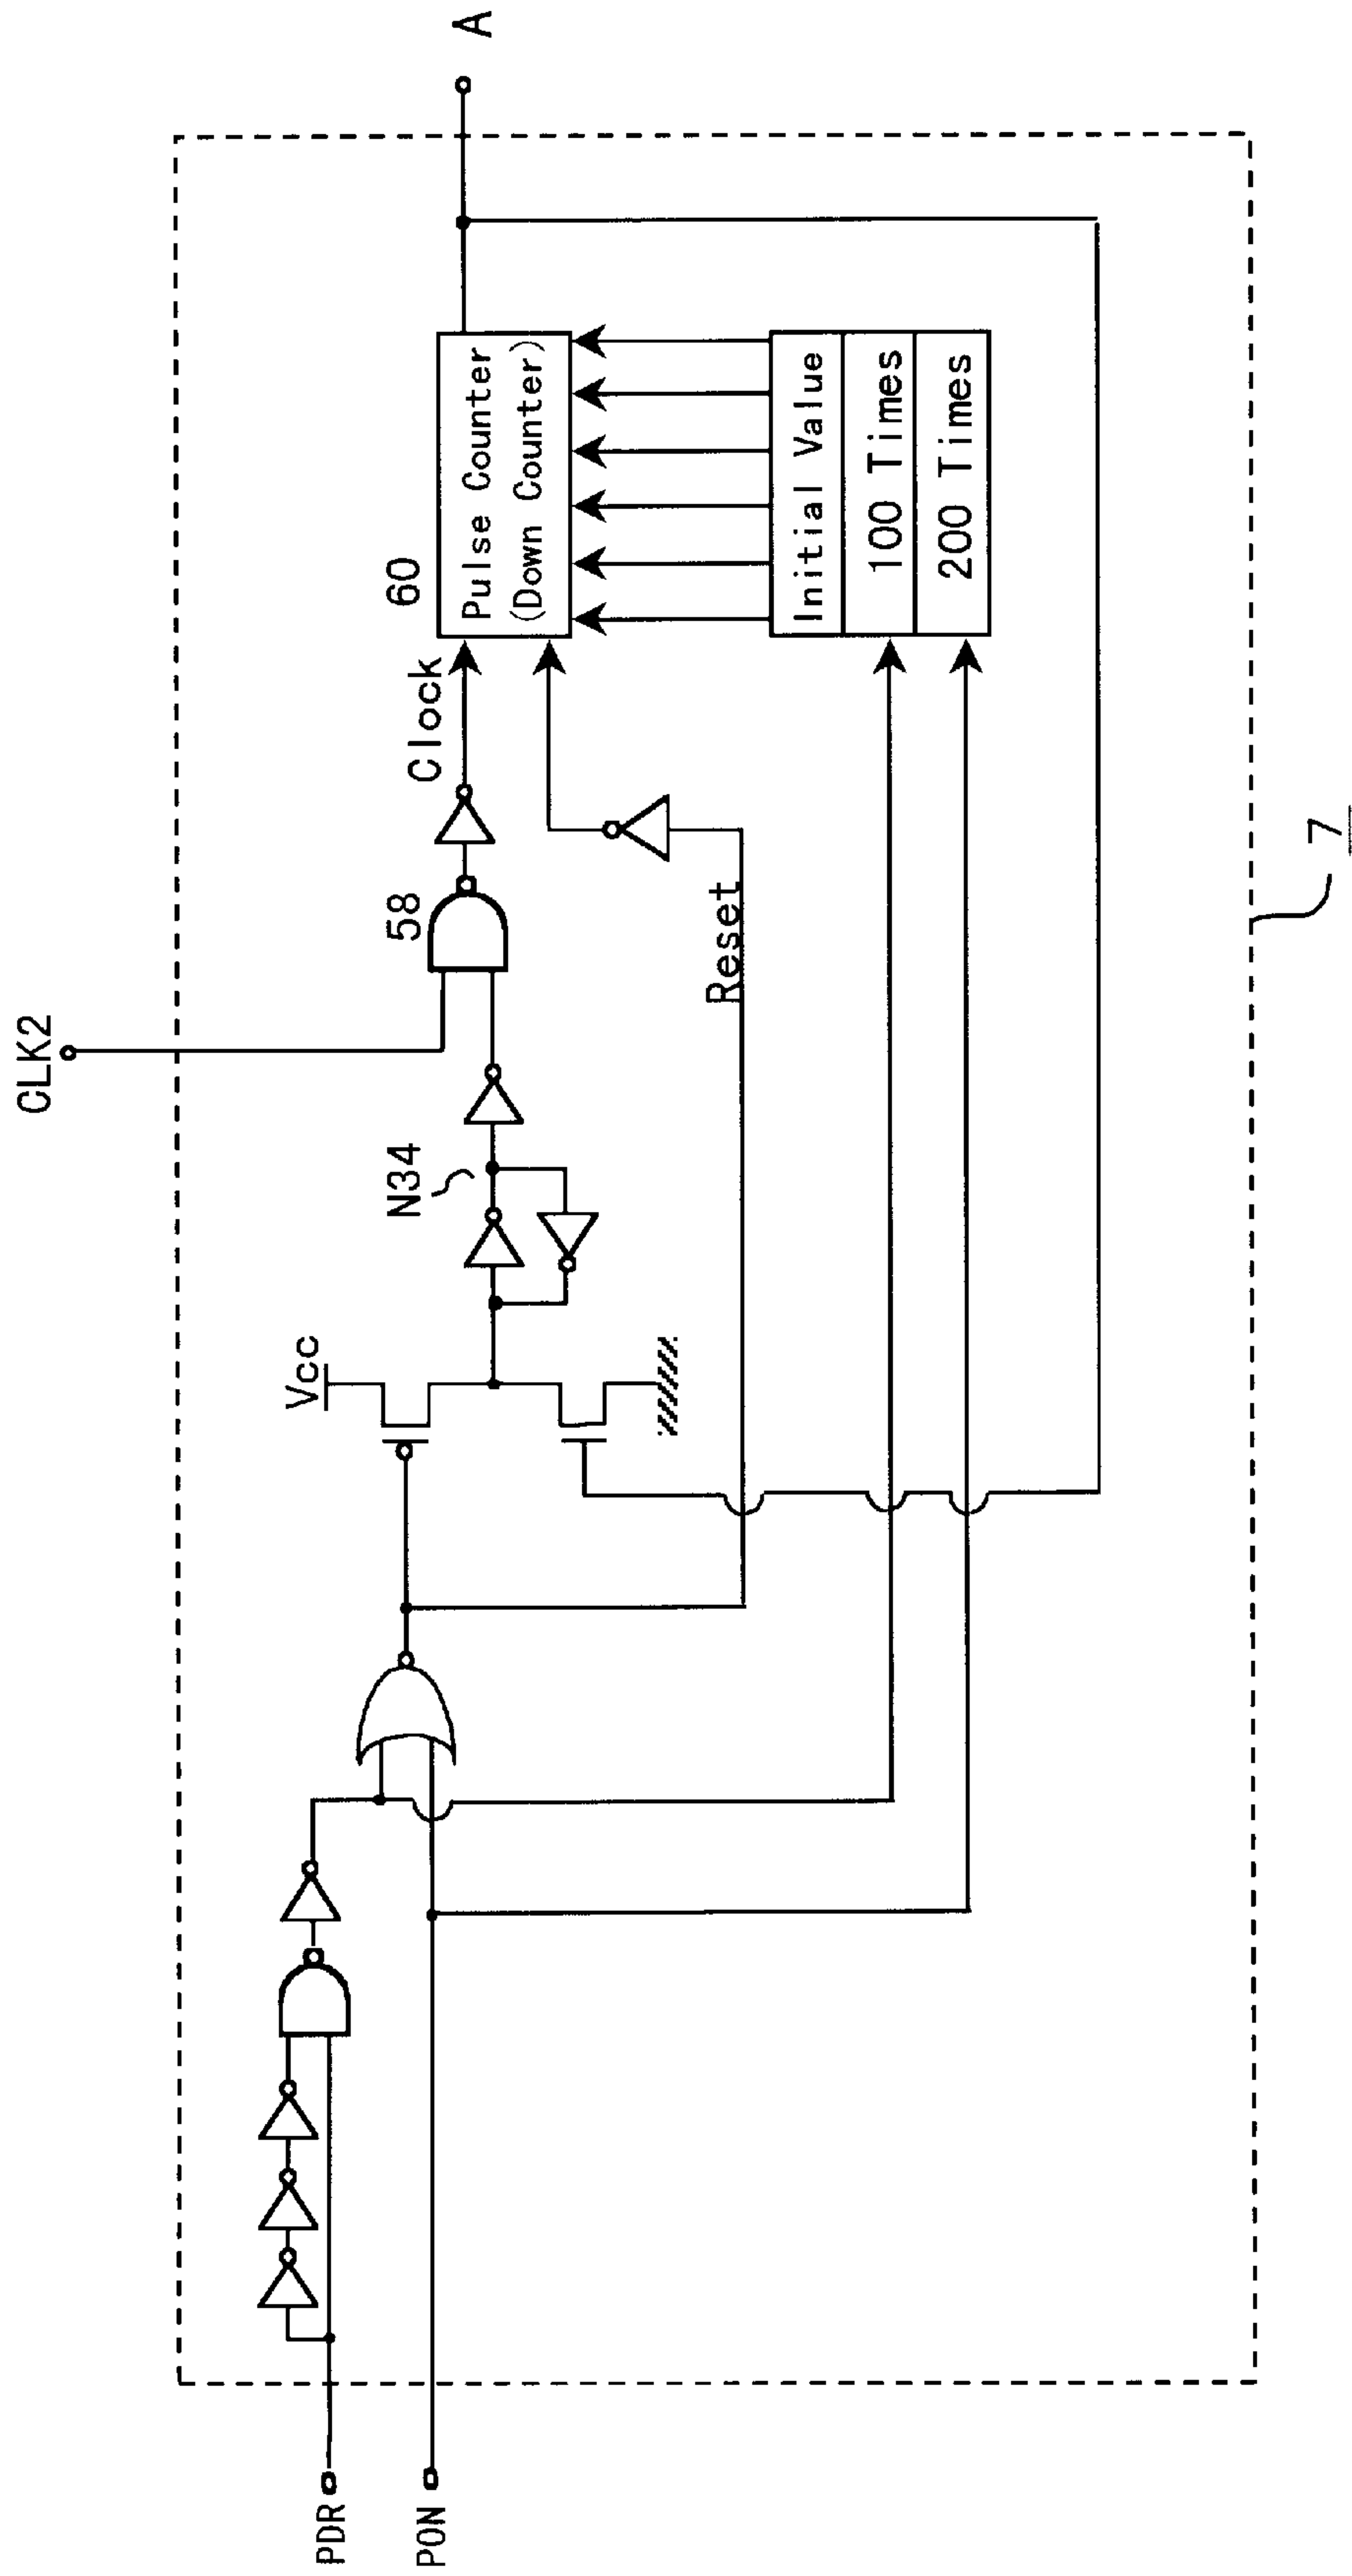 CLK2
A
60
Clock
Pulse Counter
(Down Counter)
58
N34
Vcc
Initial Value
100 Times
200 Times
Reset
PDR
PON
7